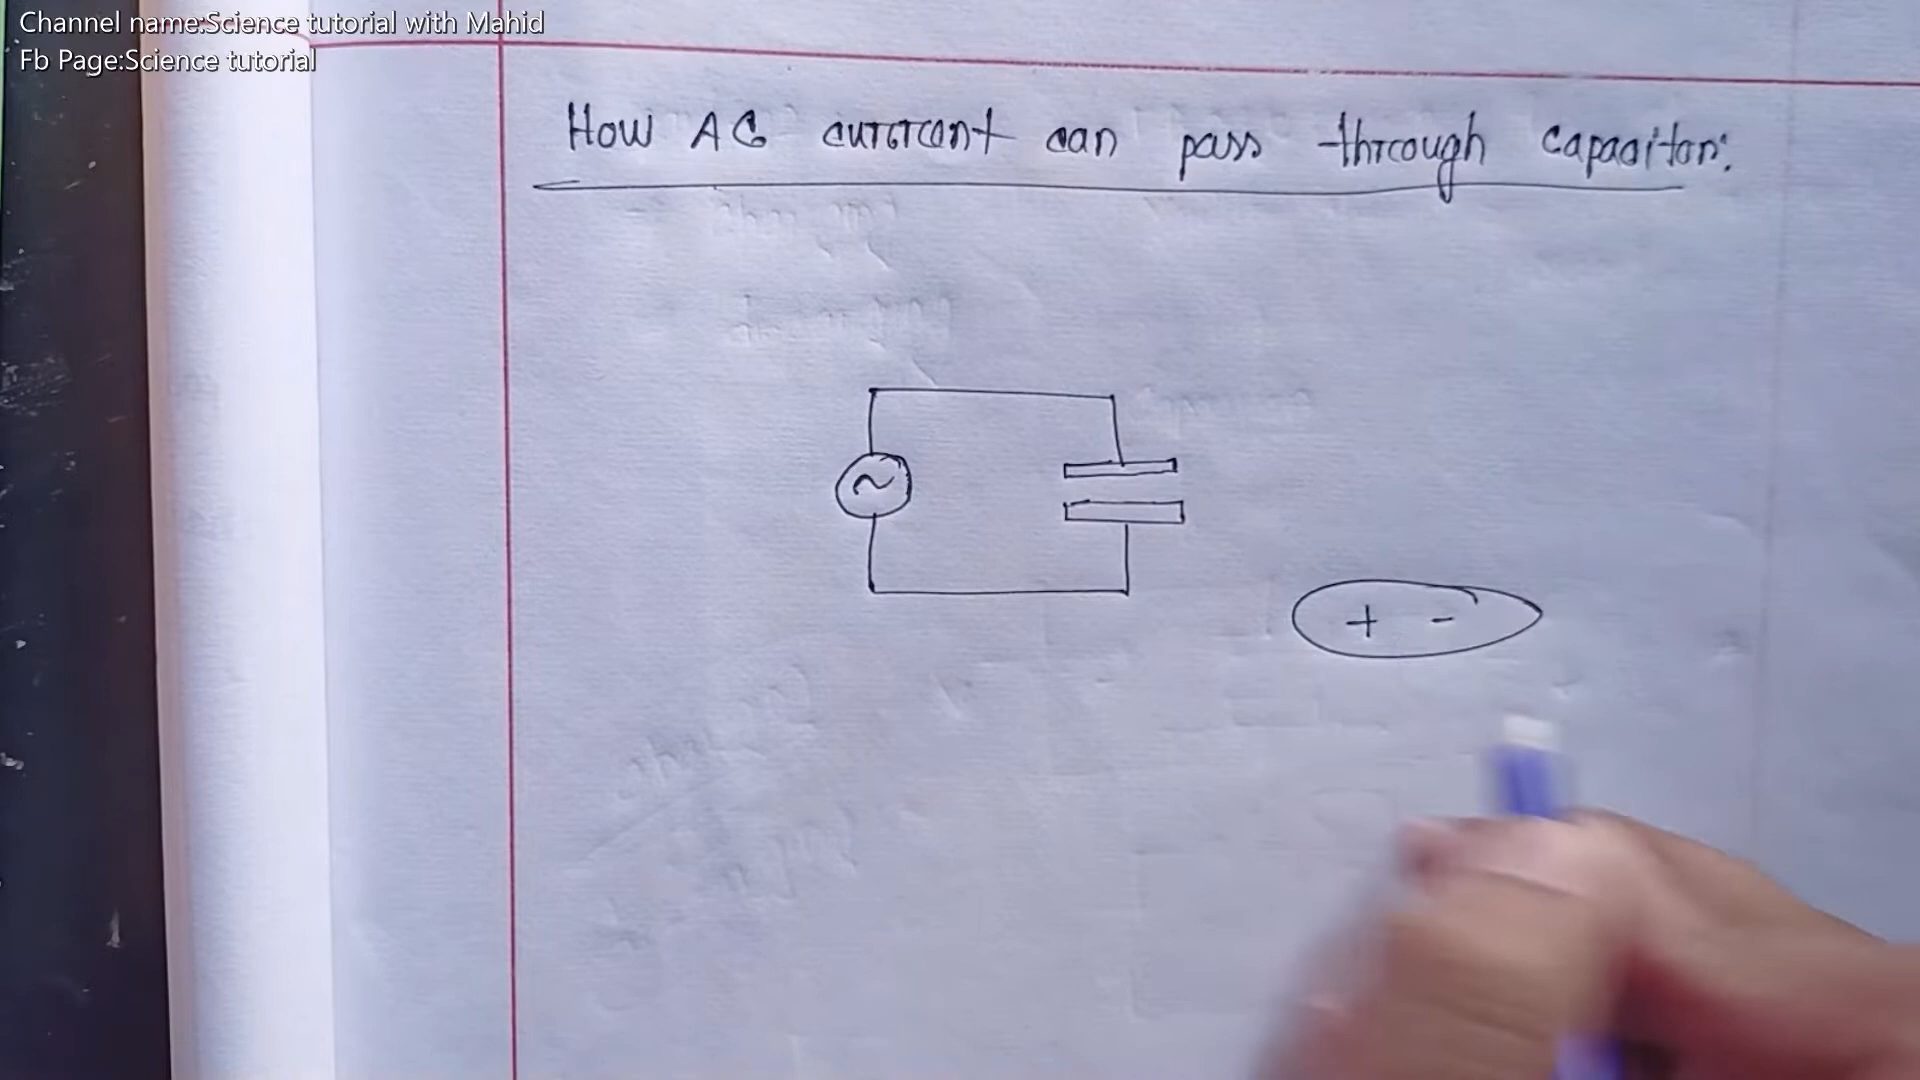 Channel name:Science tutorial with Mahid
Fb Page:Science tutorial
How AC current can pass through capacitor:
~
+ -